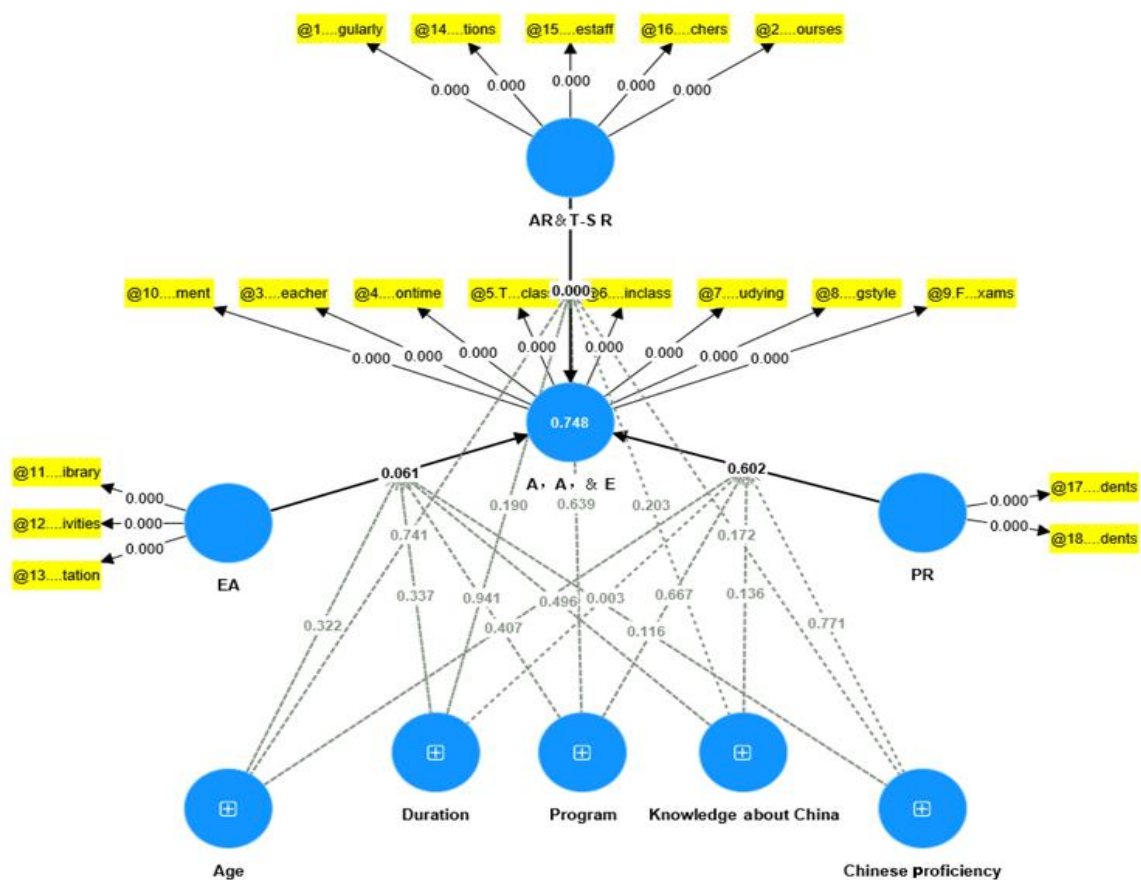 @1....gularly @14....tions @15....estaff @16....chers @2....ourses
0.000 0.000 0.000 0.000 0.000
AR&T-S R
0.000
@10....ment @3....eacher @4....ontime @5.T...clas @6....inclass @7....udying @8....gstyle @9.F...xams
0.000 0.000 0.000 0.000 0.000 0.000 0.000 0.000
0.748
A, A, & E
@11....ibrary
@12....ivities
@13....tation
0.000
0.000
0.000
EA
0.061
0.602
@17....dents
@18....dents
0.000
0.000
PR
0.190 0.639 0.203
0.741 0.172
0.322 0.337 0.941 0.496 0.003 0.667 0.136
0.407 0.116 0.771
Duration Program Knowledge about China
Age Chinese proficiency